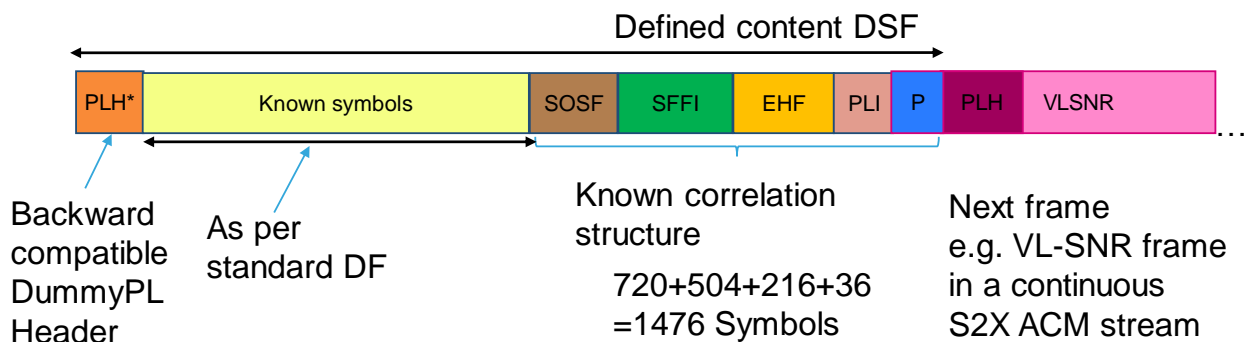 Defined content DSF
PLH*
Known symbols
SOSF
SFFI
EHF
PLI
P
PLH
VLSNR
...
Backward
compatible
DummyPL
Header
As per
standard DF
Known correlation
structure
720+504+216+36
=1476 Symbols
Next frame
e.g. VL-SNR frame
in a continuous
S2X ACM stream